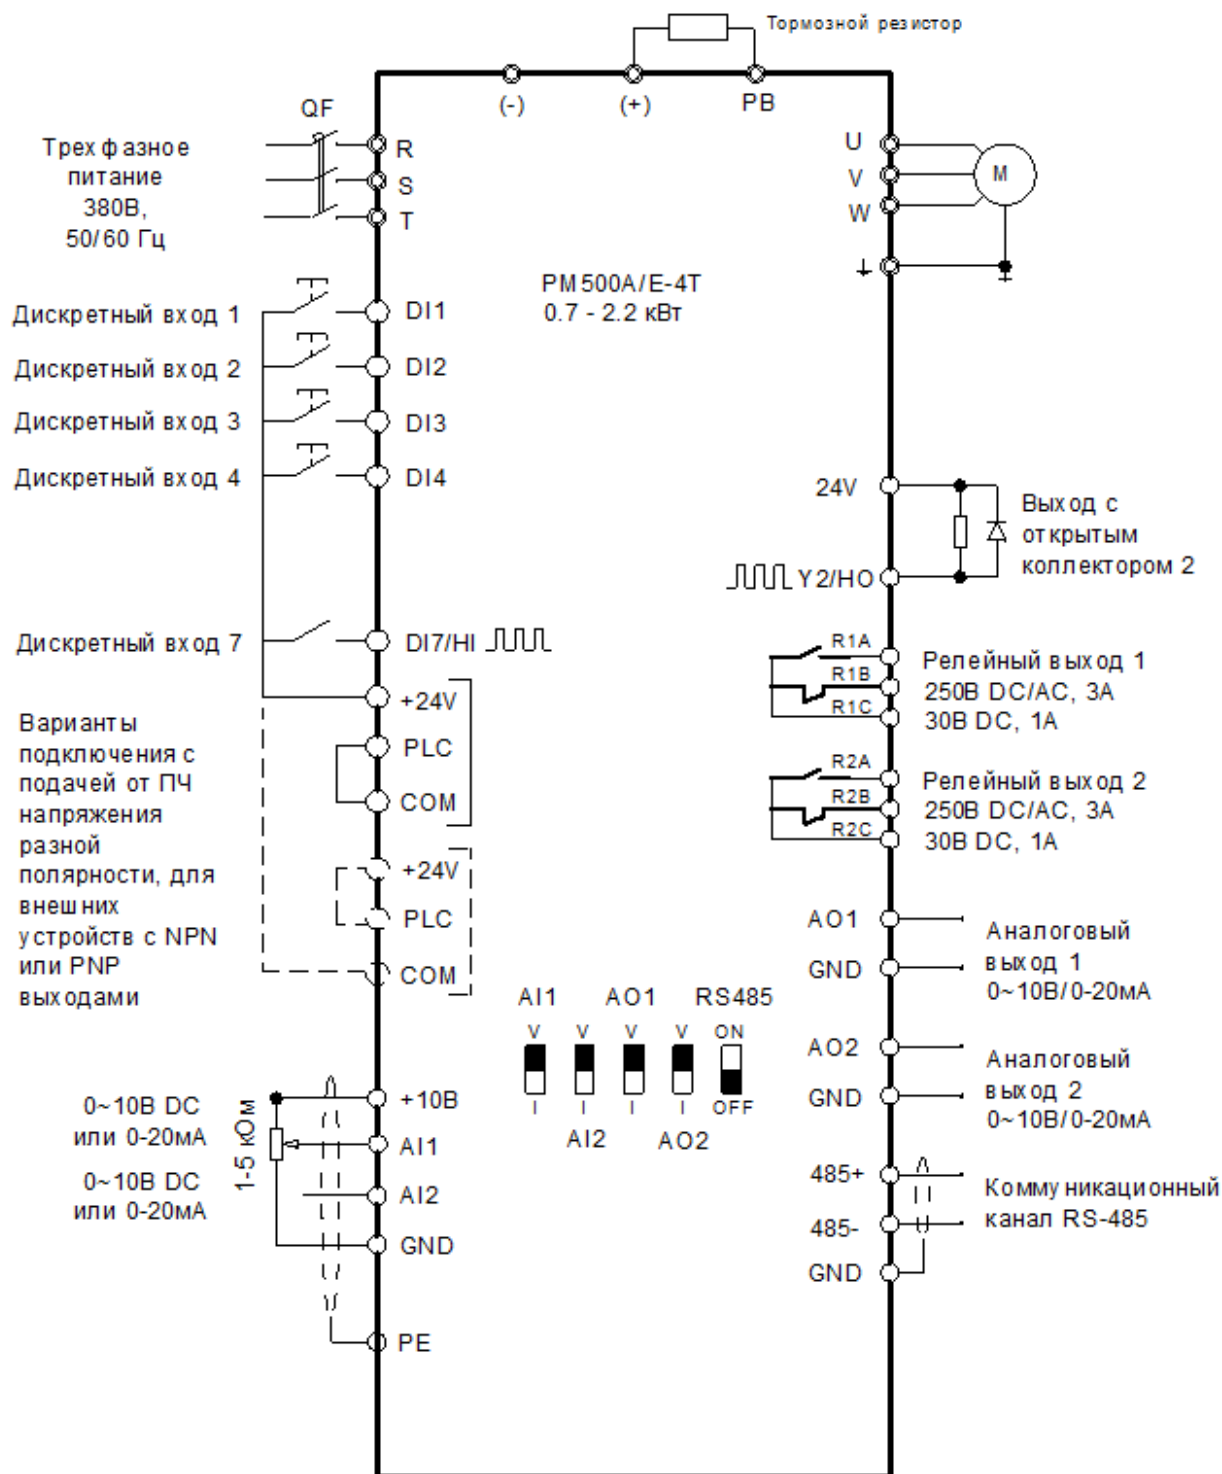 Тормозной резистор
(-)
(+)
PB
QF
Трехфазное
питание
380В,
50/60 Гц
R
S
T
U
V
W
M
PM500A/E-4T
0.7 - 2.2 кВт
Дискретный вход 1
DI1
Дискретный вход 2
DI2
Дискретный вход 3
DI3
Дискретный вход 4
DI4
24V
Y2/HO
Выход с
открытым
коллектором 2
Дискретный вход 7
DI7/HI
+24V
PLC
COM
Варианты
подключения с
подачей от ПЧ
напряжения
разной
полярности, для
внешних
устройств с NPN
или PNP
выходами
+24V
PLC
COM
R1A
R1B
R1C
Релейный выход 1
250В DC/AC, 3A
30В DC, 1A
R2A
R2B
R2C
Релейный выход 2
250В DC/AC, 3A
30В DC, 1A
AO1
GND
Аналоговый
выход 1
0~10В/0-20мА
AO2
GND
Аналоговый
выход 2
0~10В/0-20мА
AI1
AO1
RS485
V
V
V
V
ON
I
I
I
I
OFF
AI2
AO2
0~10В DC
или 0-20мА
0~10В DC
или 0-20мА
1-5 кОм
+10В
AI1
AI2
GND
PE
485+
485-
GND
Коммуникационный
канал RS-485